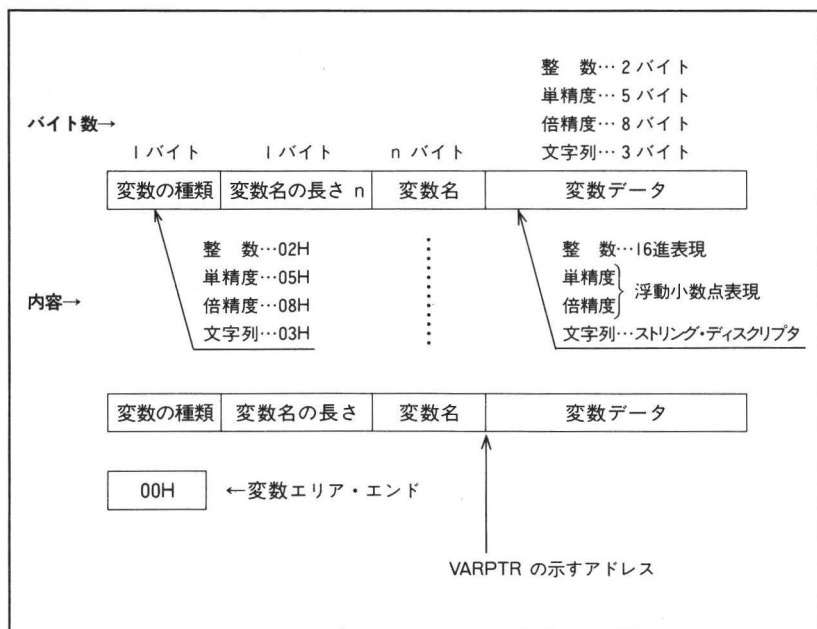 整　数…2 バイト
単精度…5 バイト
倍精度…8 バイト
文字列…3 バイト
バイト数→
1 バイト　1 バイト　n バイト
変数の種類　変数名の長さ n　変数名　変数データ
内容→
整　数…02H
単精度…05H
倍精度…08H
文字列…03H
整　数…16進表現
単精度
倍精度
浮動小数点表現
文字列…ストリング・ディスクリプタ
変数の種類　変数名の長さ　変数名　変数データ
00H　←変数エリア・エンド
VARPTR の示すアドレス